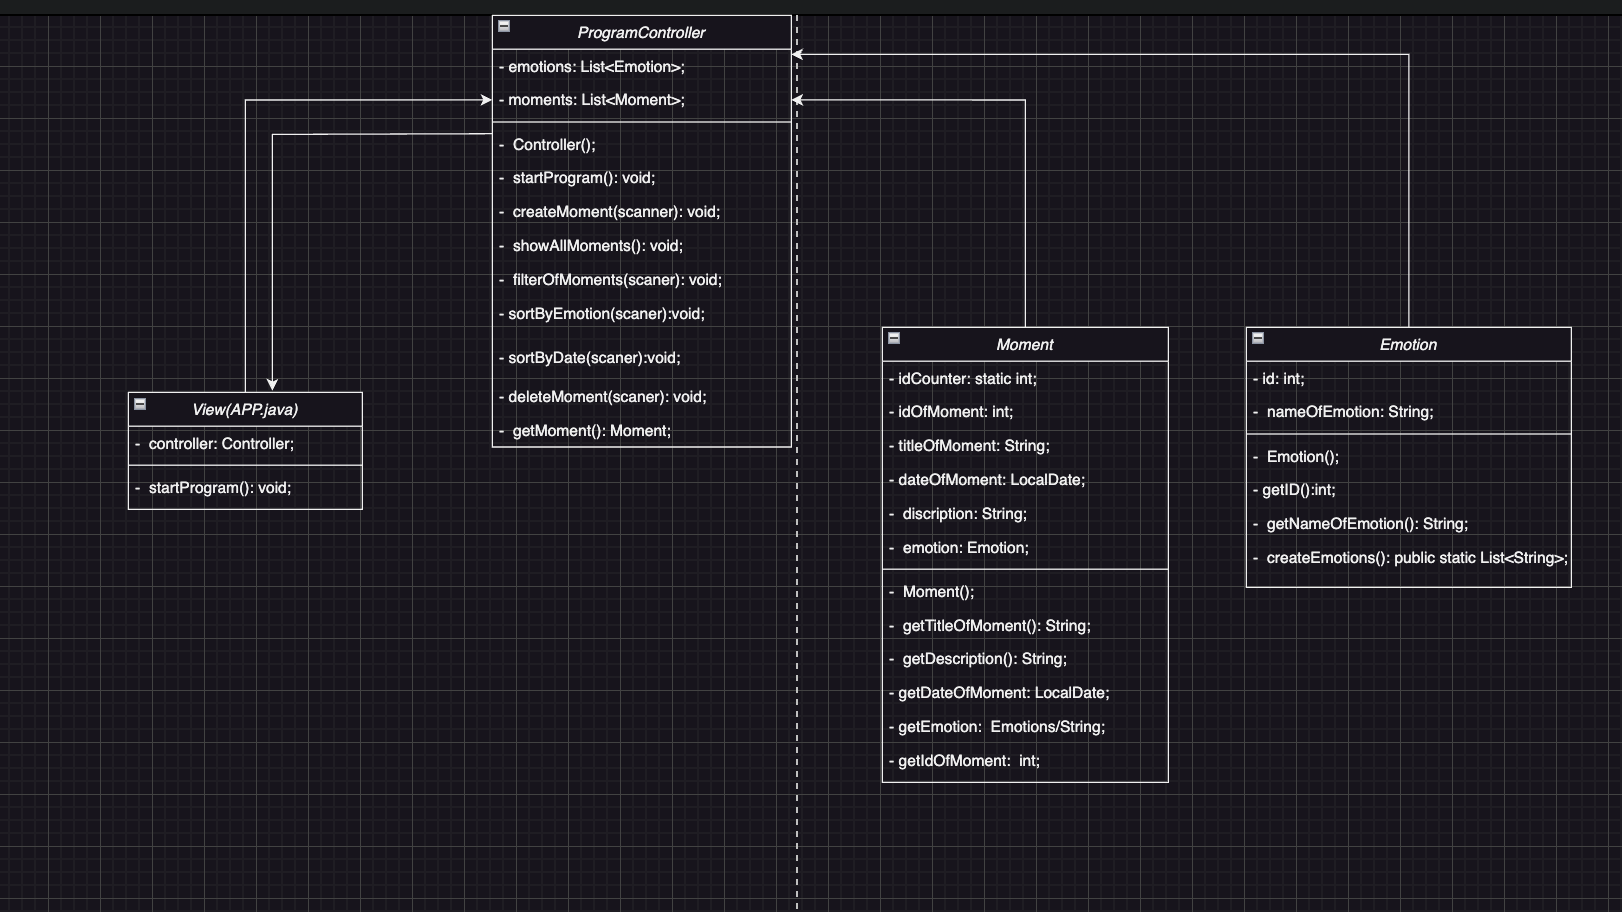 ProgramController
- emotions: List<Emotion>;
- moments: List<Moment>;
- Controller();
- startProgram(): void;
- createMoment(scanner): void;
- showAllMoments(): void;
- filterOfMoments(scaner): void;
- sortByEmotion(scaner):void;
- sortByDate(scaner):void;
- deleteMoment(scaner): void;
- getMoment(): Moment;
View(APP.java)
- controller: Controller;
- startProgram(): void;
Moment
- idCounter: static int;
- idOfMoment: int;
- titleOfMoment: String;
- dateOfMoment: LocalDate;
- discription: String;
- emotion: Emotion;
- Moment();
- getTitleOfMoment(): String;
- getDescription(): String;
- getDateOfMoment: LocalDate;
- getEmotion: Emotions/String;
- getIdOfMoment: int;
Emotion
- id: int;
- nameOfEmotion: String;
- Emotion();
- getID():int;
- getNameOfEmotion(): String;
- createEmotions(): public static List<String>;